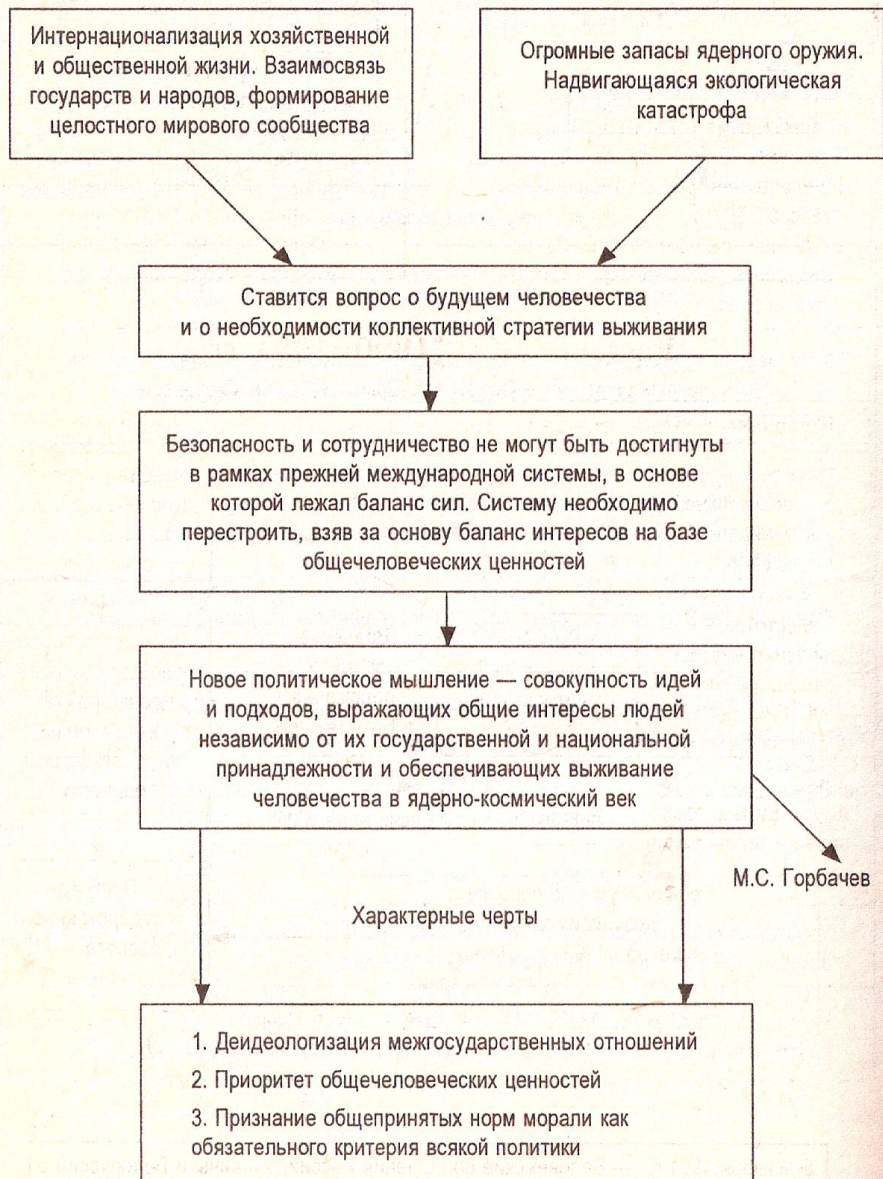 Интернационализация хозяйственной
и общественной жизни. Взаимосвязь
государств и народов, формирование
целостного мирового сообщества
Огромные запасы ядерного оружия.
Надвигающаяся экологическая
катастрофа
Ставится вопрос о будущем человечества
и о необходимости коллективной стратегии выживания
Безопасность и сотрудничество не могут быть достигнуты
в рамках прежней международной системы, в основе
которой лежал баланс сил. Систему необходимо
перестроить, взяв за основу баланс интересов на базе
общечеловеческих ценностей
Новое политическое мышление — совокупность идей
и подходов, выражающих общие интересы людей
независимо от их государственной и национальной
принадлежности и обеспечивающих выживание
человечества в ядерно-космический век
М.С. Горбачев
Характерные черты
1. Деидеологизация межгосударственных отношений
2. Приоритет общечеловеческих ценностей
3. Признание общепринятых норм морали как
обязательного критерия всякой политики